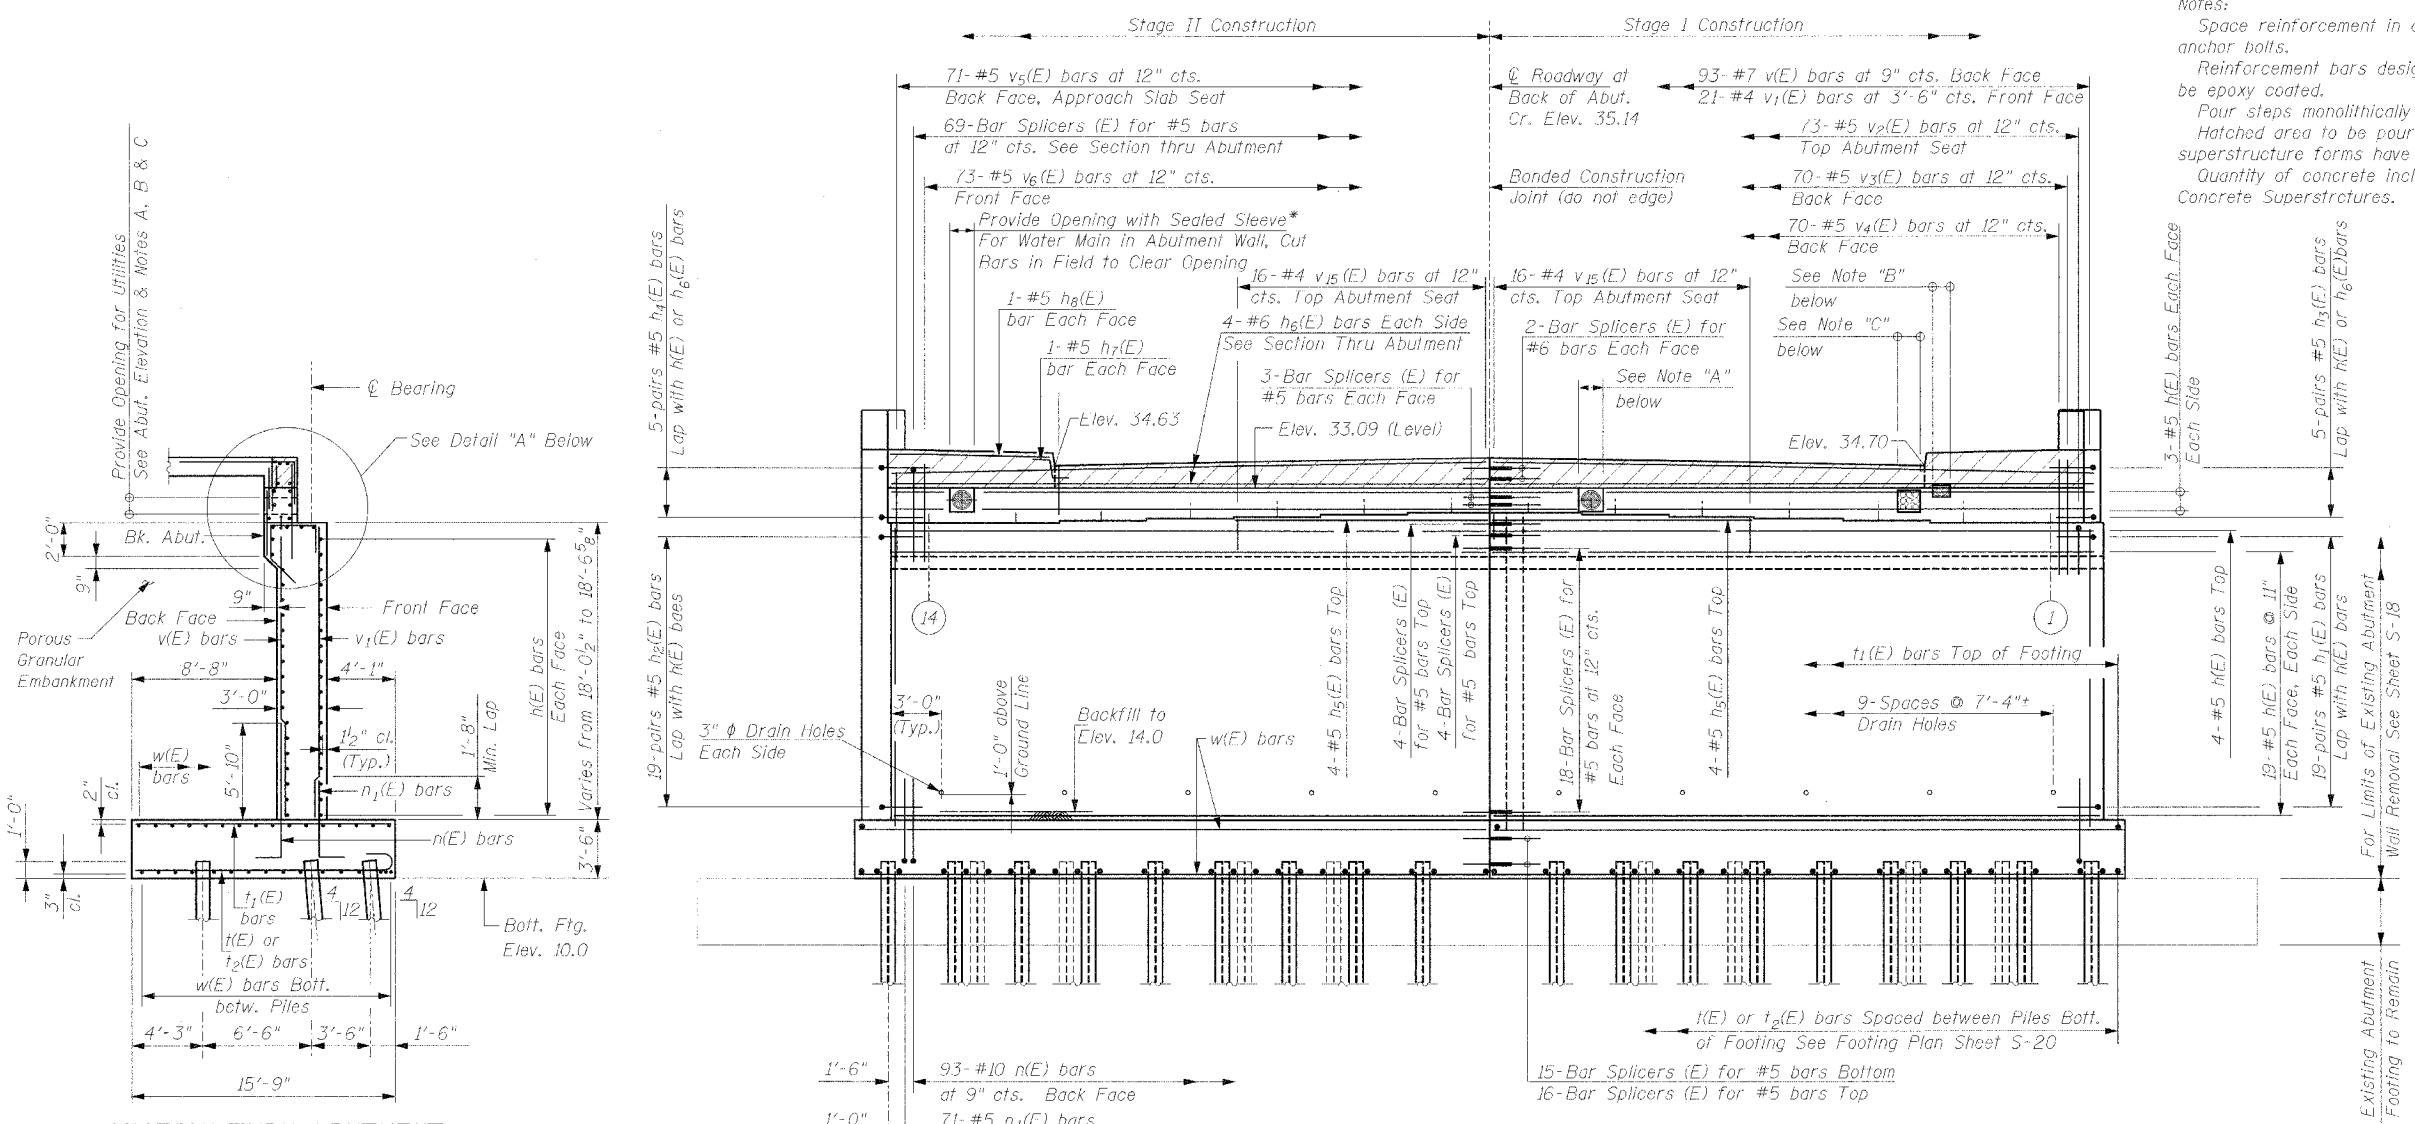 Stage II Construction
Stage I Construction
Notes:
Space reinforcement in
anchor bolts.
Reinforcement bars
be epoxy coated.
Pour steps monolithically
Hatched area to be
superstructure forms have
Quantity of concrete
Concrete Superstrctures.
71-#5 v5(E) bars at 12" cts.
Back Face, Approach Slab Seat
69-Bar Splicers (E) for #5 bars
at 12" cts. See Section thru Abutment
73-#5 v6(E) bars at 12" cts.
Front Face
Provide Opening with Sealed Sleeve*
For Water Main in Abutment Wall, Cut
Bars in Field to Clear Opening
℄ Roadway at
Back of Abut.
Cr. Elev. 35.14
Bonded Construction
Joint (do not edge)
93-#7 v(E) bars at 9" cts. Back Face
21-#4 v1(E) bars at 3'-6" cts. Front Face
73-#5 v2(E) bars at 12" cts.
Top Abutment Seat
70-#5 v3(E) bars at 12" cts.
Back Face
70-#5 v4(E) bars at 12" cts.
Back Face
16-#4 v15(E) bars at 12"
cts. Top Abutment Seat
16-#4 v15(E) bars at 12"
cts. Top Abutment Seat
1-#5 h8(E)
bar Each Face
4-#6 h6(E) bars Each Side
See Section Thru Abutment
1-#5 h7(E)
bar Each Face
2-Bar Splicers (E) for
#6 bars Each Face
3-Bar Splicers (E) for
#5 bars Each Face
See Note "B"
below
See Note "C"
below
See Note "A"
below
Elev. 34.63
Elev. 33.09 (Level)
Elev. 34.70
Provide Opening for Utilities
See Abut. Elevation & Notes A, B & C
℄ Bearing
See Detail "A" Below
2'-0"
Bk. Abut.
9"
9"
Front Face
Back Face
v(E) bars
v1(E) bars
Porous
Granular
Embankment
8'-8"
4'-1"
3'-0"
5'-10"
1½" cl.
(Typ.)
1'-8"
Min. Lap
h(E) bars
Each Face
Varies from 18'-0½" to 18'-6⅝"
w(E)
bars
2"
cl.
1'-0"
3"
cl.
n1(E) bars
n(E) bars
3'-6"
t1(E)
bars
t(E) or
t2(E) bars
4
12
4
12
Bott. Ftg.
Elev. 10.0
w(E) bars Bott.
betw. Piles
4'-3"
6'-6"
3'-6"
1'-6"
15'-9"
5-pairs #5 h4(E) bars
Lap with h(E) or h6(E) bars
19-pairs #5 h2(E) bars
Lap with h(E) baes
14
1
3'-0"
(Typ.)
3" ϕ Drain Holes
Each Side
1'-0" above
Ground Line
Backfill to
Elev. 14.0
w(E) bars
4-#5 h5(E) bars Top
4-Bar Splicers (E)
for #5 bars Top
4-Bar Splicers (E)
for #5 bars Top
18-Bar Splicers (E) for
#5 bars at 12" cts.
Each Face
4-#5 h5(E) bars Top
t1(E) bars Top of Footing
9-Spaces @ 7'-4"±
Drain Holes
3-#5 h(E) bars Each Face
Each Side
5-pairs #5 h3(E) bars
Lap with h(E) or h6(E)bars
4-#5 h(E) bars Top
19-#5 h(E) bars @ 11"
Each Face, Each Side
19-pairs #5 h1(E) bars
Lap with h(E) bars
For Limits of Existing Abutment
Wall Removal See Sheet S-18
Existing Abutment
Footing to Remain
t(E) or t2(E) bars Spaced between Piles Bott.
of Footing See Footing Plan Sheet S-20
15-Bar Splicers (E) for #5 bars Bottom
16-Bar Splicers (E) for #5 bars Top
1'-6"
93-#10 n(E) bars
at 9" cts. Back Face
1'-0"
71-#5 n1(E) bars